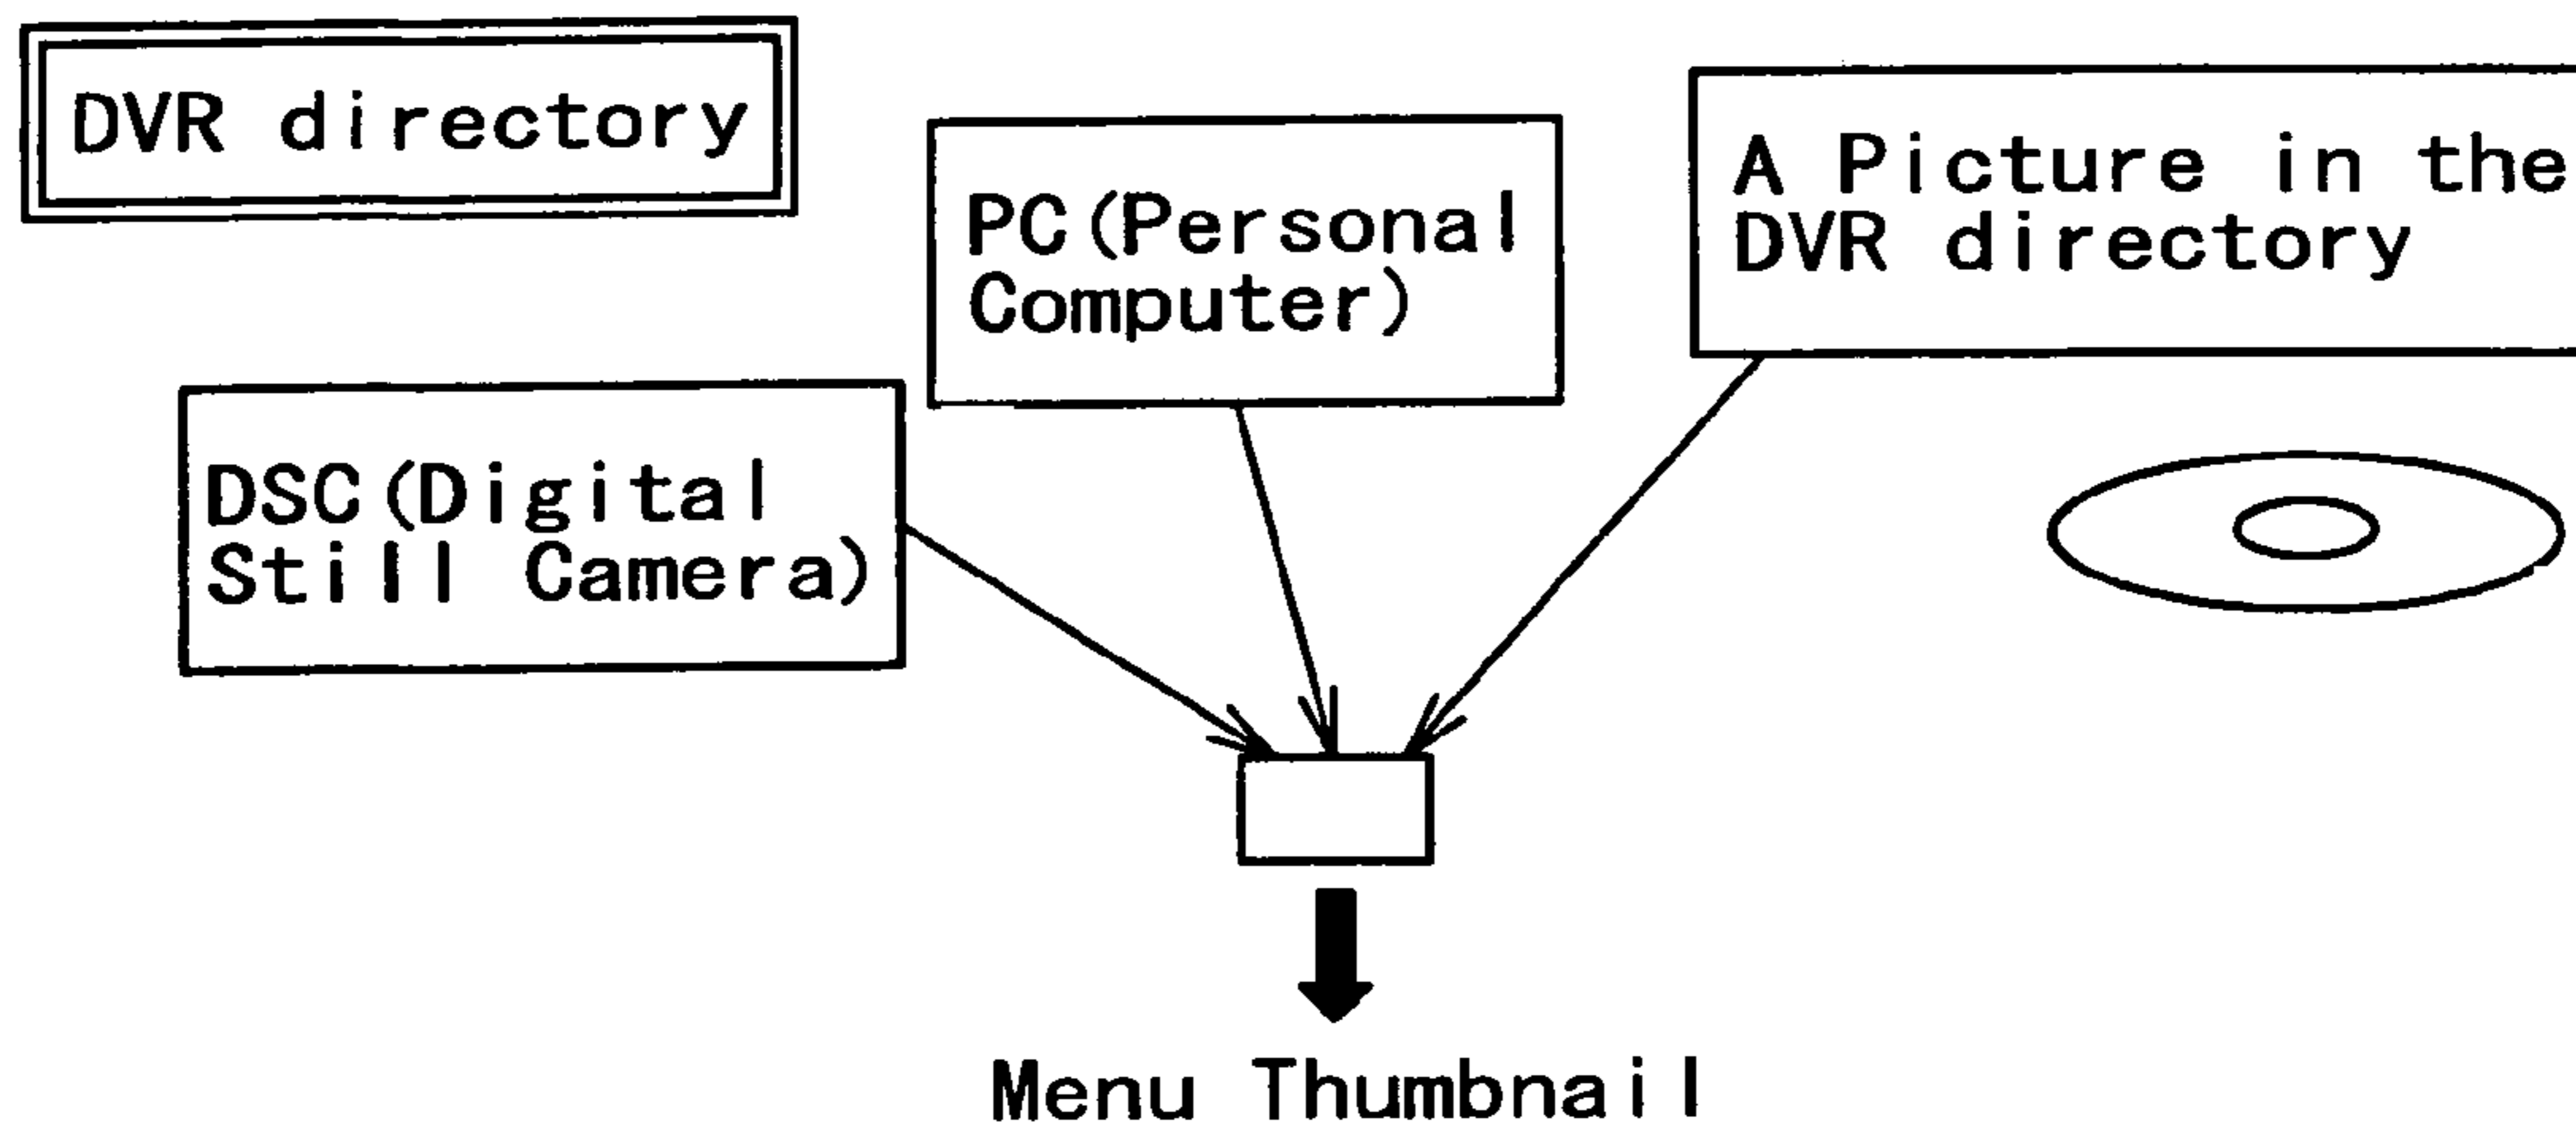 DVR directory
PC(Personal
Computer)
A Picture in the
DVR directory
DSC(Digital
Still Camera)
Menu Thumbnail